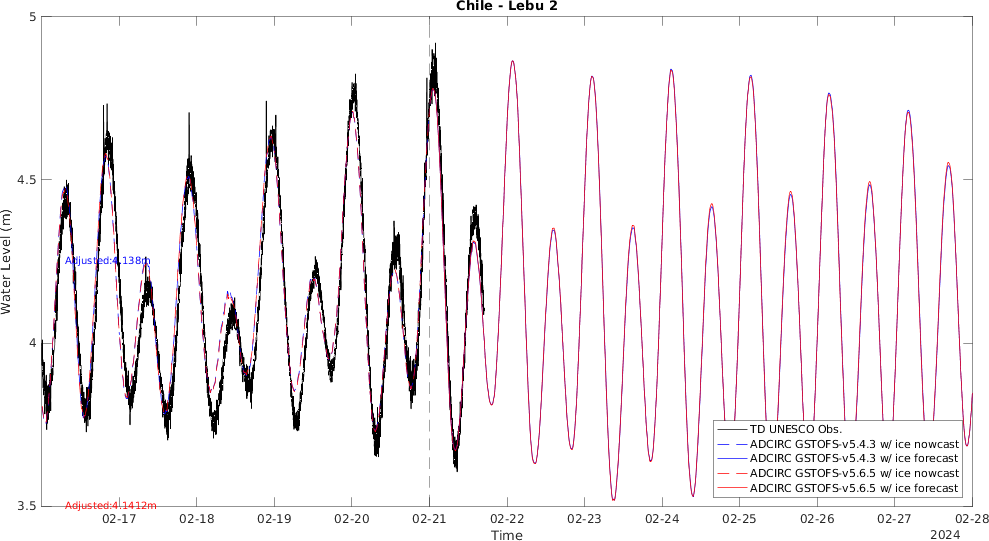 Chile - Lebu 2
5
4.5
4
3.5
Water Level (m)
Adjusted:4.138m
Adjusted:4.1412m
TD UNESCO Obs.
ADCIRC GSTOFS-v5.4.3 w/ ice nowcast
ADCIRC GSTOFS-v5.4.3 w/ ice forecast
ADCIRC GSTOFS-v5.6.5 w/ ice nowcast
ADCIRC GSTOFS-v5.6.5 w/ ice forecast
02-17 02-18 02-19 02-20 02-21 02-22 02-23 02-24 02-25 02-26 02-27 02-28
Time
2024